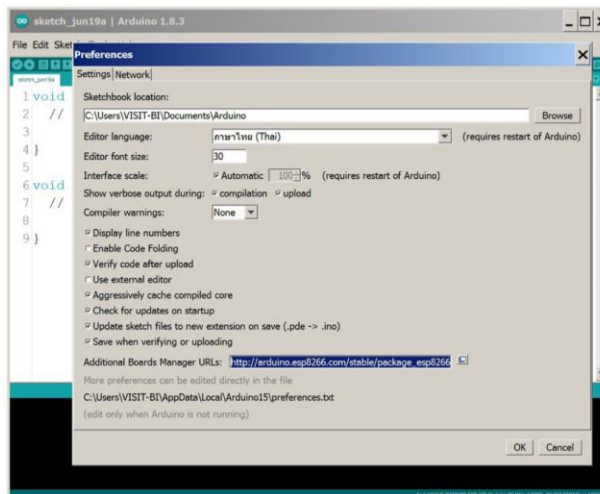 sketch_jun19a | Arduino 1.8.3
File Edit Sket
Preferences
Settings Network
sketch_jun19a
Sketchbook location:
1 void
C:\Users\VISIT-BI\Documents\Arduino Browse
2 //
Editor language: ภาษาไทย (Thai) (requires restart of Arduino)
3
Editor font size: 30
4 }
Interface scale: Automatic 100 % (requires restart of Arduino)
5
6 void
Show verbose output during: compilation upload
7 //
Compiler warnings: None
8
Display line numbers
9 }
Enable Code Folding
Verify code after upload
Use external editor
Aggressively cache compiled core
Check for updates on startup
Update sketch files to new extension on save (.pde -> .ino)
Save when verifying or uploading
Additional Boards Manager URLs: http://arduino.esp8266.com/stable/package_esp8266
More preferences can be edited directly in the file
C:\Users\VISIT-BI\AppData\Local\Arduino15\preferences.txt
(edit only when Arduino is not running)
OK Cancel